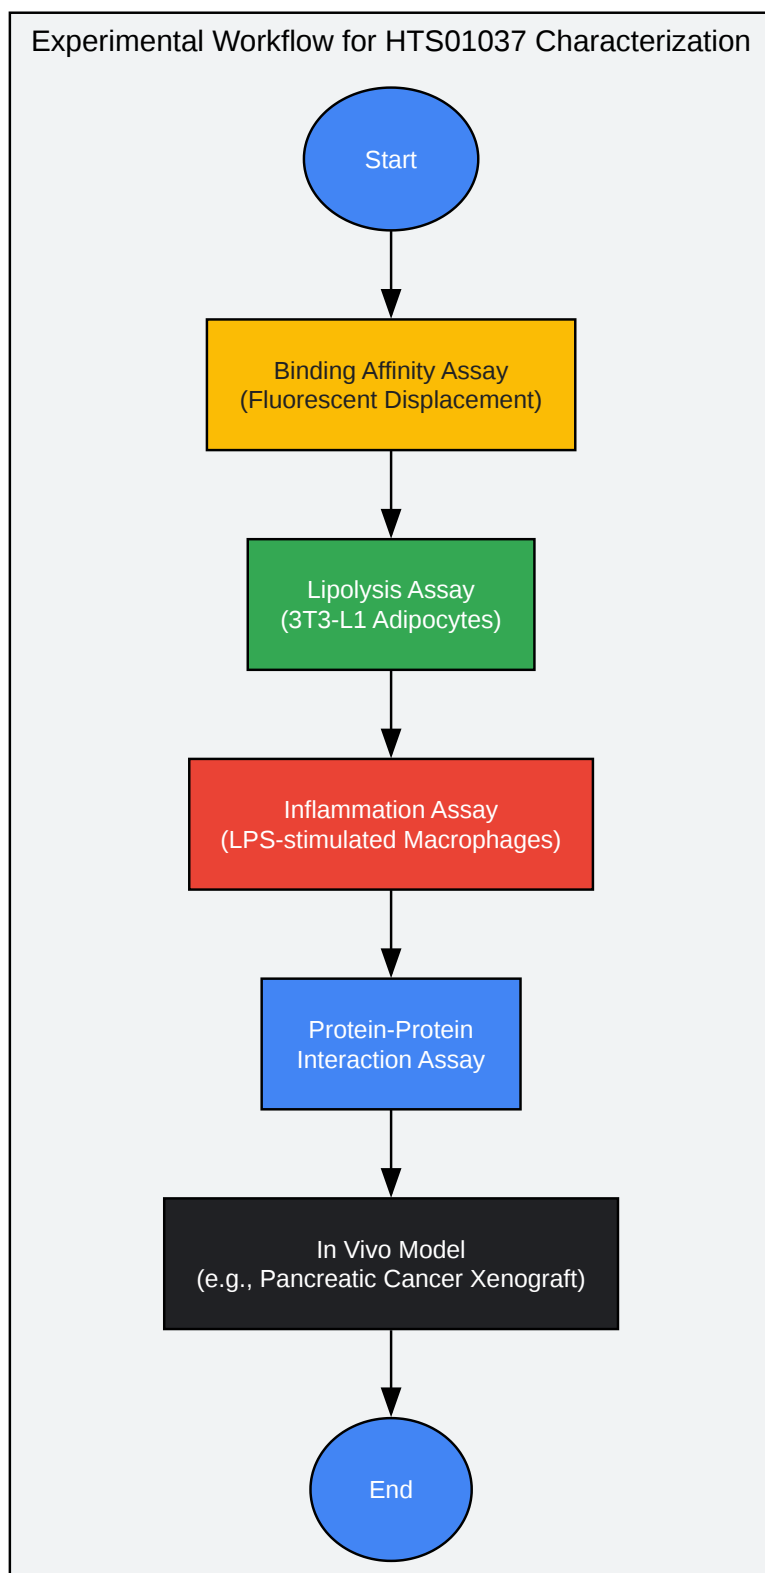 Experimental Workflow for HTS01037 Characterization
Start
Binding Affinity Assay
(Fluorescent Displacement)
Lipolysis Assay
(3T3-L1 Adipocytes)
Inflammation Assay
(LPS-stimulated Macrophages)
Protein-Protein
Interaction Assay
In Vivo Model
(e.g., Pancreatic Cancer Xenograft)
End